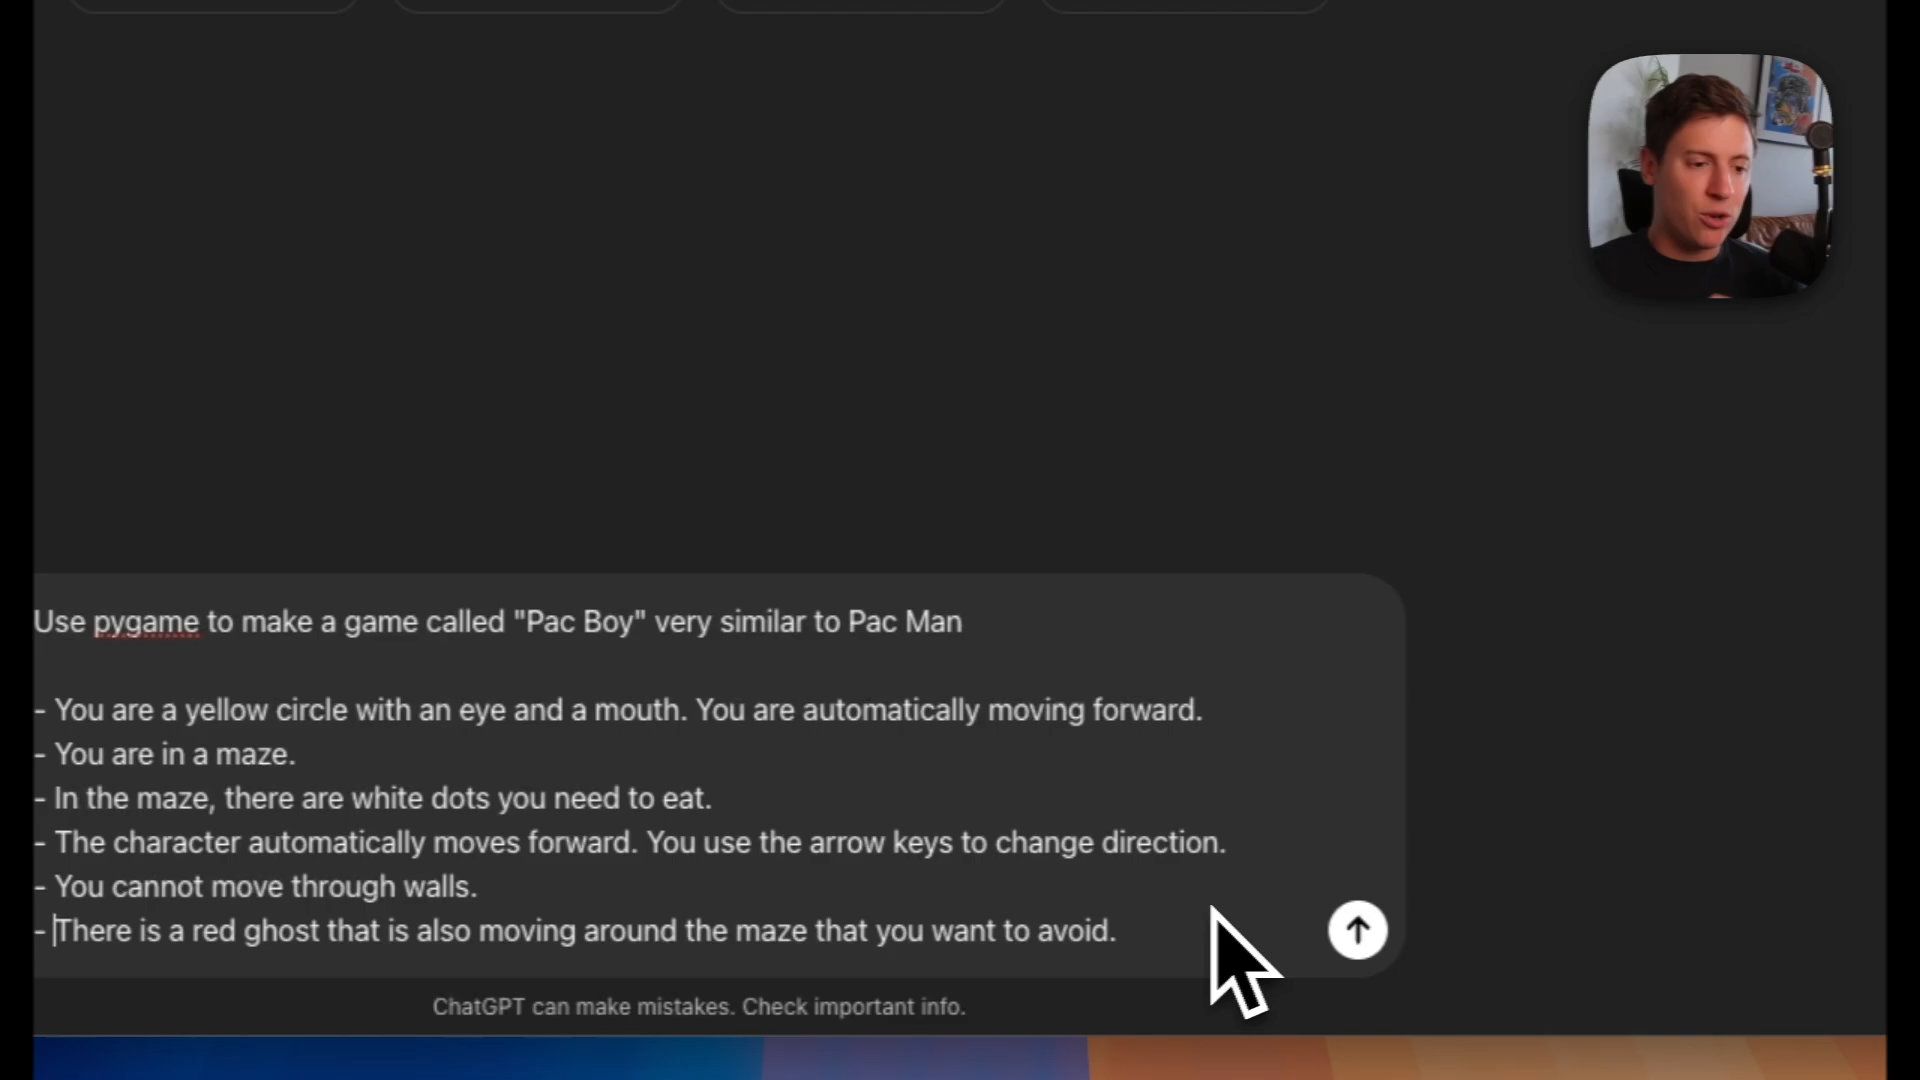 Use pygame to make a game called "Pac Boy" very similar to Pac Man
- You are a yellow circle with an eye and a mouth. You are automatically moving forward.
- You are in a maze.
- In the maze, there are white dots you need to eat.
- The character automatically moves forward. You use the arrow keys to change direction.
- You cannot move through walls.
- There is a red ghost that is also moving around the maze that you want to avoid.
ChatGPT can make mistakes. Check important info.